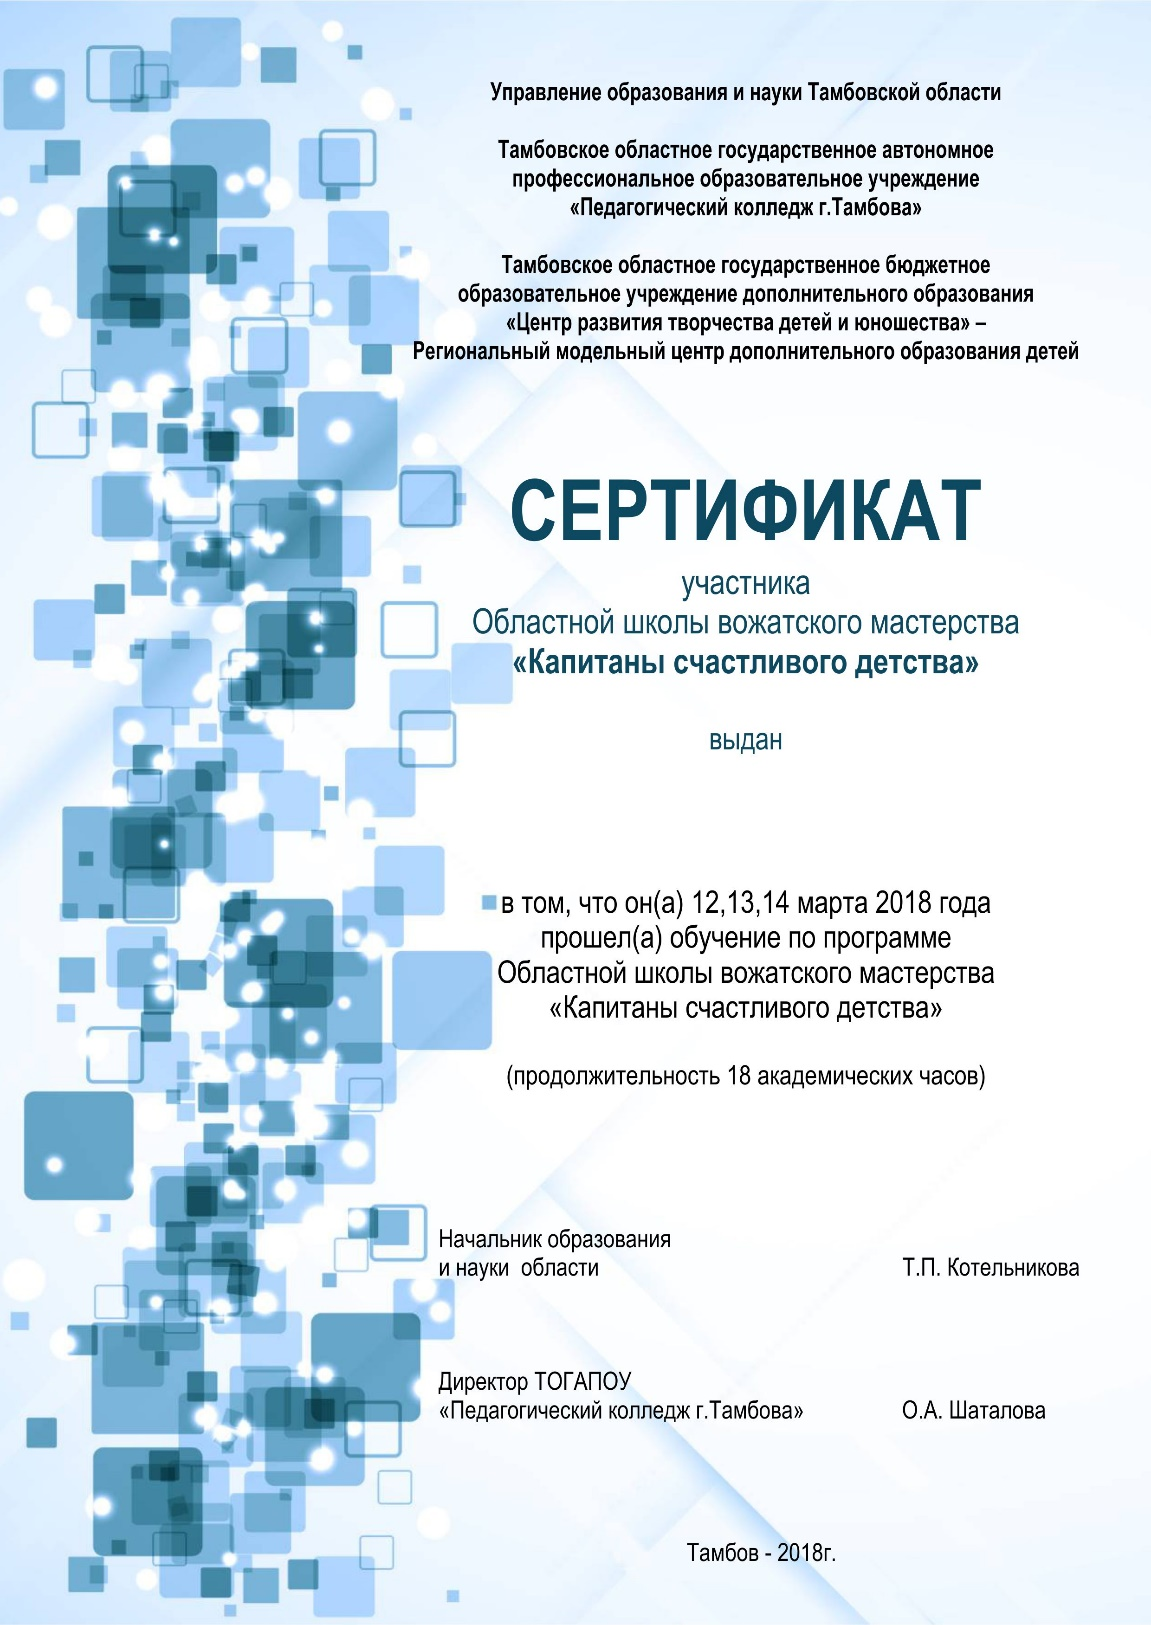 Управление образования и науки Тамбовской области
Тамбовское областное государственное автономное
профессиональное образовательное учреждение
«Педагогический колледж г.Тамбова»
Тамбовское областное государственное бюджетное
образовательное учреждение дополнительного образования
«Центр развития творчества детей и юношества» –
Региональный модельный центр дополнительного образования детей
СЕРТИФИКАТ
участника
Областной школы вожатского мастерства
«Капитаны счастливого детства»
выдан
в том, что он(а) 12,13,14 марта 2018 года
прошел(а) обучение по программе
Областной школы вожатского мастерства
«Капитаны счастливого детства»
(продолжительность 18 академических часов)
Начальник образования
и науки области Т.П. Котельникова
Директор ТОГАПОУ
«Педагогический колледж г.Тамбова» О.А. Шаталова
Тамбов - 2018г.